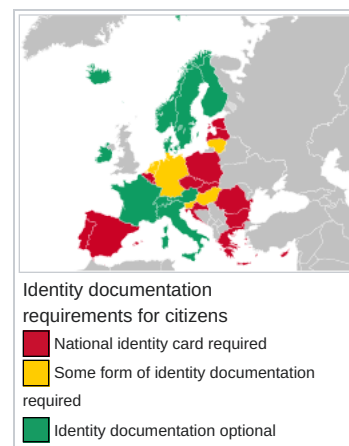 Identity documentation
requirements for citizens
National identity card required
Some form of identity documentation
required
Identity documentation optional